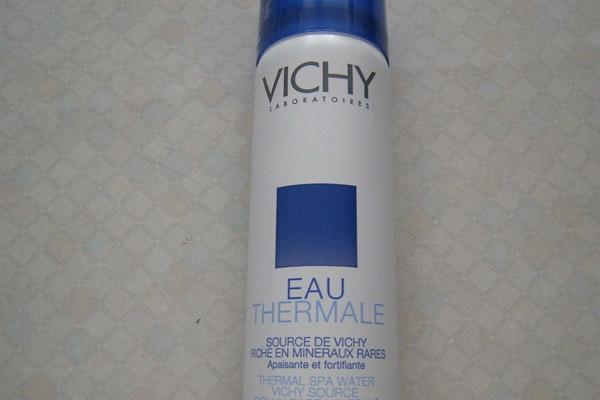 VICHY
LABORATOIRES
EAU
THERMALE
SOURCE DE VICHY
RICHE EN MINERAUX RARES
Apaisante et fortifiante
THERMAL SPA WATER
VICHY SOURCE